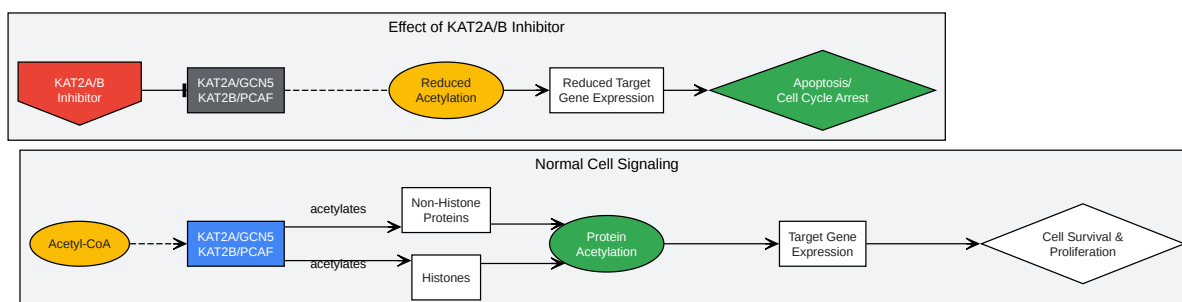 Effect of KAT2A/B Inhibitor
KAT2A/B
Inhibitor
KAT2A/GCN5
KAT2B/PCAF
Reduced
Acetylation
Reduced Target
Gene Expression
Apoptosis/
Cell Cycle Arrest
Normal Cell Signaling
Acetyl-CoA
KAT2A/GCN5
KAT2B/PCAF
acetylates
acetylates
Non-Histone
Proteins
Histones
Protein
Acetylation
Target Gene
Expression
Cell Survival &
Proliferation